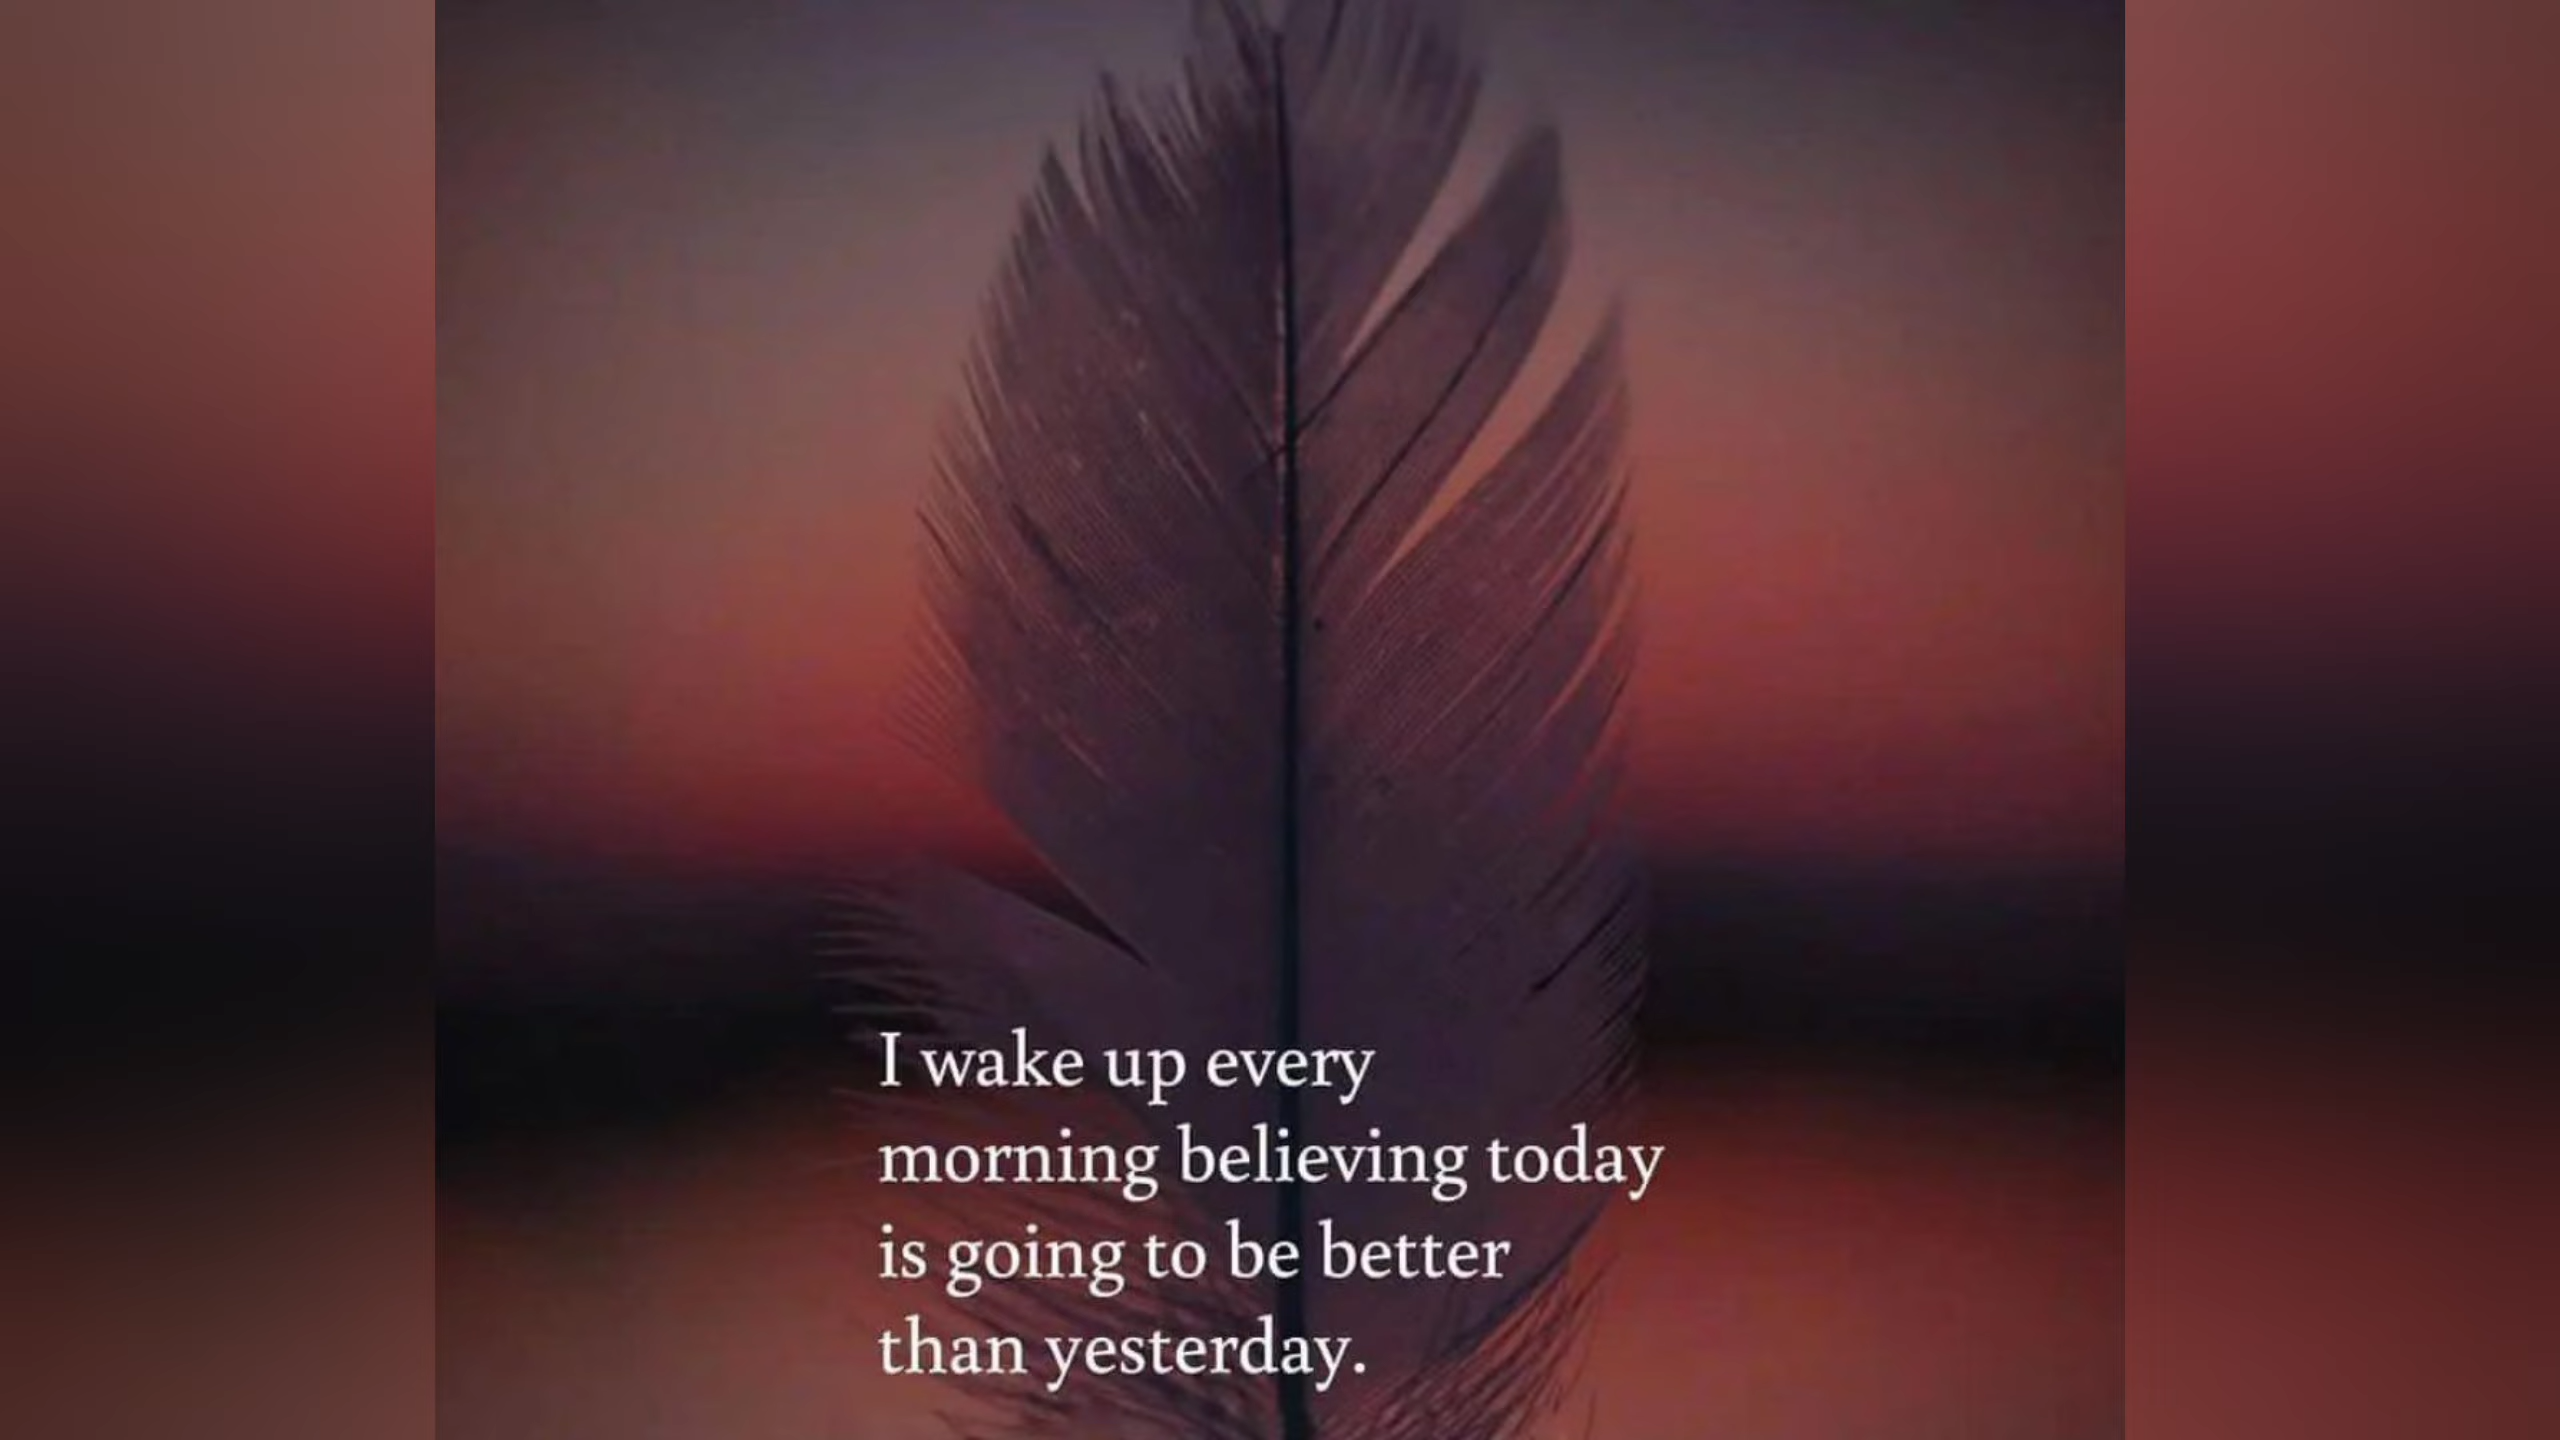 I wake up every
morning believing today
is going to be better
than yesterday.